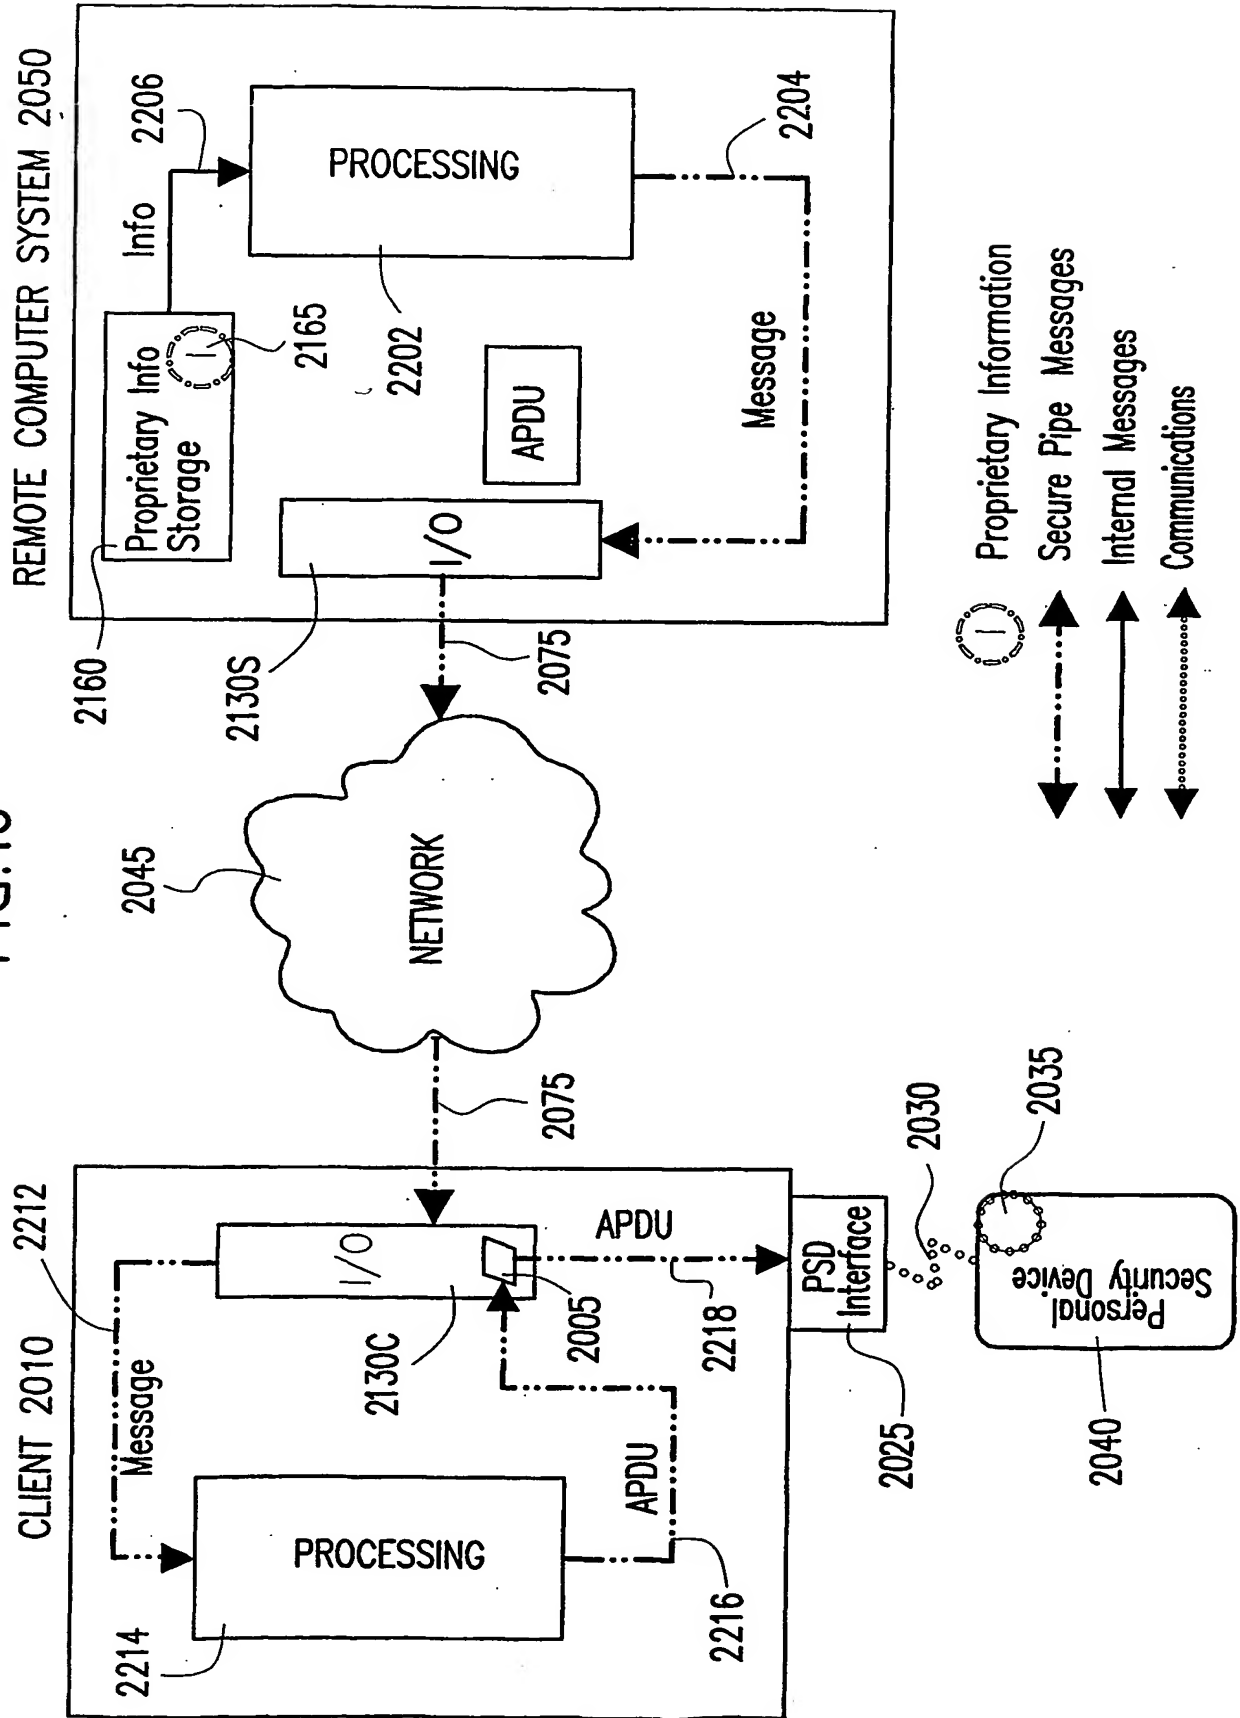 CLIENT 2010
2212
Message
2214
PROCESSING
I/O
2130C
2005
APDU
2216
APDU
2218
PSD
Interface
2025
2030
2035
Personal
Security Device
2040
2075
2045
NETWORK
REMOTE COMPUTER SYSTEM 2050
2160
Proprietary Info
Storage
2165
Info
2206
PROCESSING
2202
2130S
I/O
2075
APDU
Message
2204
I
Proprietary Information
Secure Pipe Messages
Internal Messages
Communications